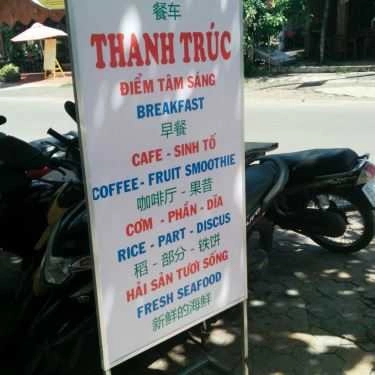 餐车
THANH TRÚC
ĐIỂM TÂM SÁNG
BREAKFAST
早餐
CAFE - SINH TỐ
COFFEE - FRUIT SMOOTHIE
咖啡厅 - 果昔
CƠM - PHẦN - DĨA
RICE - PART - DISCUS
稻 - 部分 - 铁饼
HẢI SẢN TƯƠI SỐNG
FRESH SEAFOOD
新鲜的海鲜